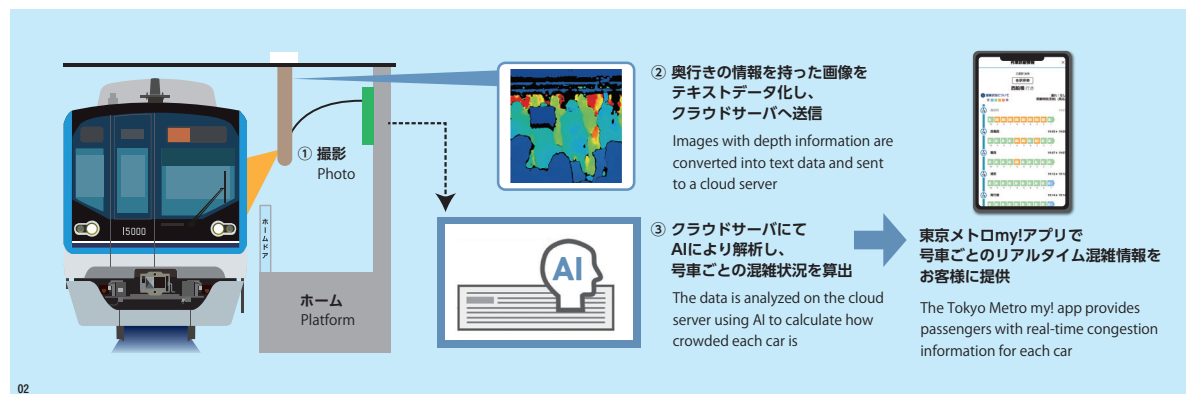 ② 奥行きの情報を持った画像を
テキストデータ化し、
クラウドサーバへ送信
Images with depth information are
converted into text data and sent
to a cloud server
① 撮影
Photo
15000
ホームドア
ホーム
Platform
AI
③ クラウドサーバにて
AIにより解析し、
号車ごとの混雑状況を算出
The data is analyzed on the cloud
server using AI to calculate how
crowded each car is
西船橋 行き
東京メトロmy!アプリで
号車ごとのリアルタイム混雑情報を
お客様に提供
The Tokyo Metro my! app provides
passengers with real-time congestion
information for each car
02